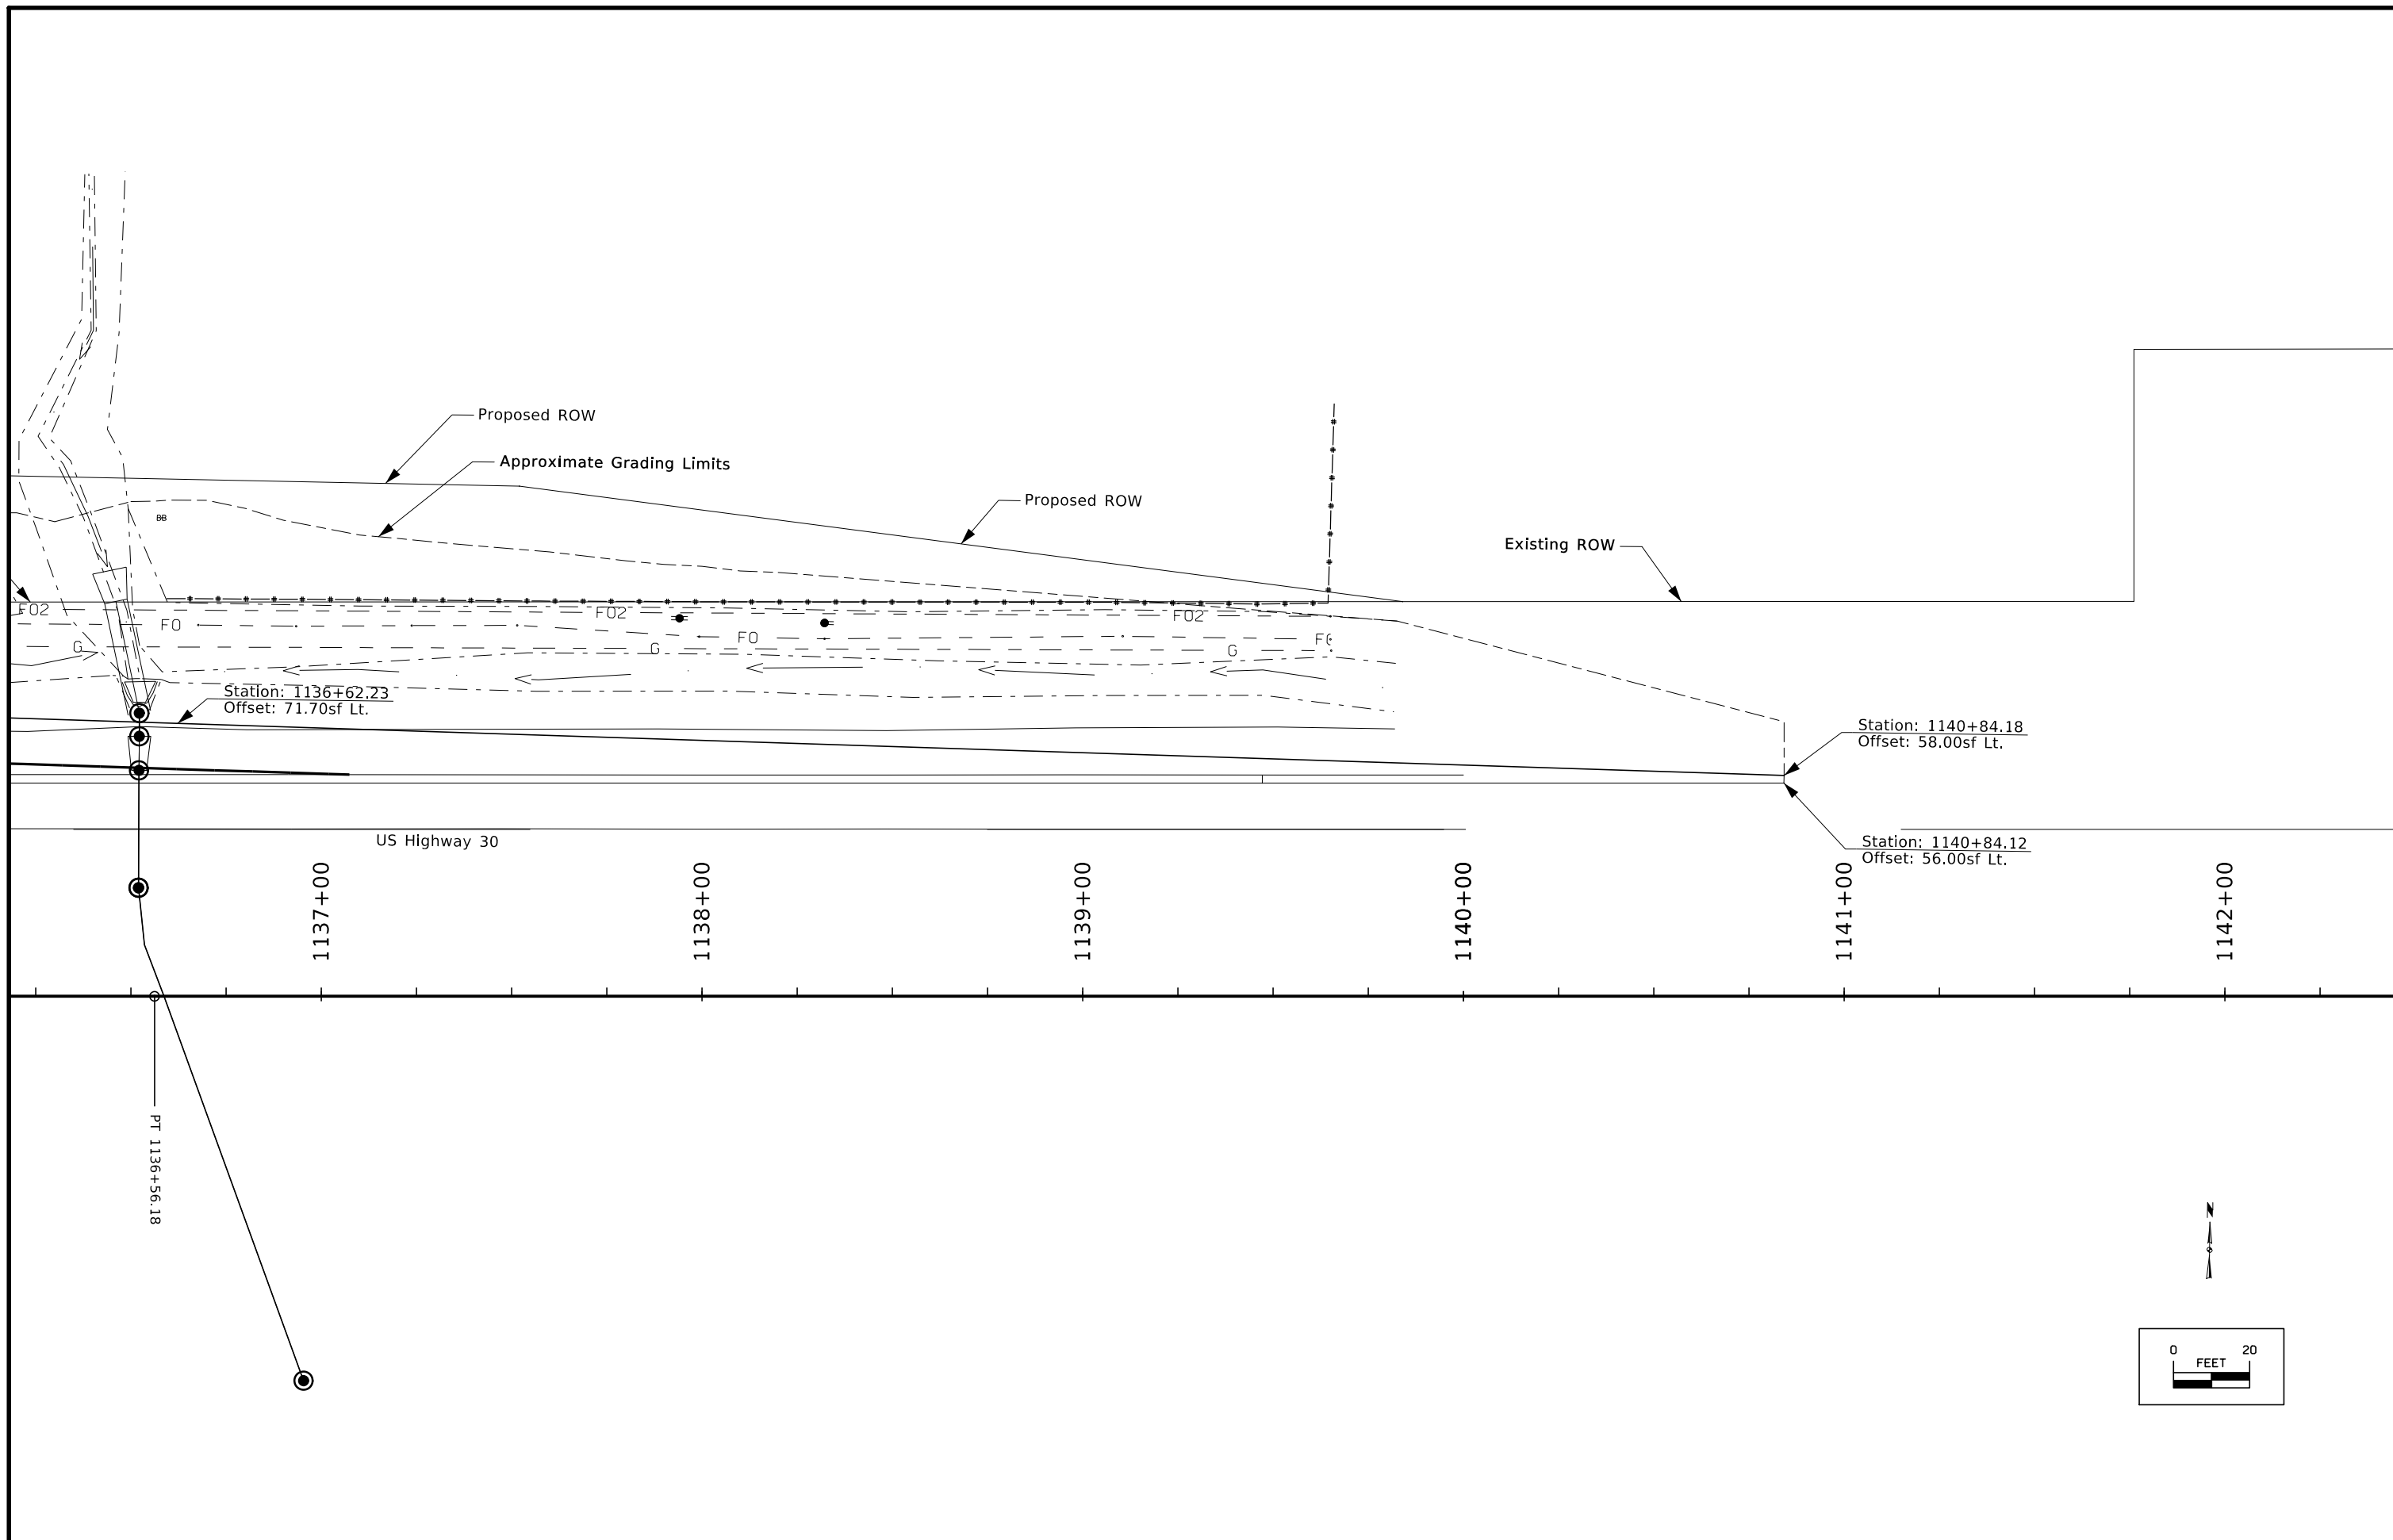 Proposed ROW
Approximate Grading Limits
Proposed ROW
BB
Existing ROW
FO2
FO2
FO2
FO
FO
G
G
G
Station: 1136+62.23
Offset: 71.70sf Lt.
Station: 1140+84.18
Offset: 58.00sf Lt.
US Highway 30
Station: 1140+84.12
Offset: 56.00sf Lt.
1137+00
1138+00
1139+00
1140+00
1141+00
1142+00
PT 1136+56.18
N
0 20
FEET